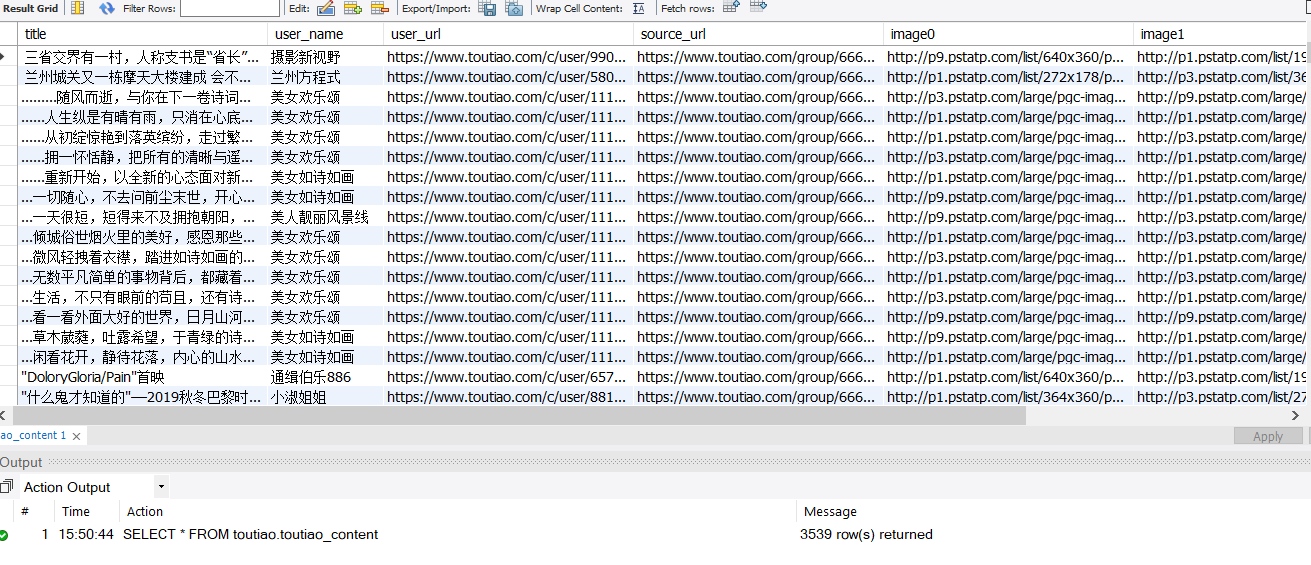 Result Grid Filter Rows: Edit: Export/Import: Wrap Cell Content: Fetch rows:
title user_name user_url source_url image0 image1
三省交界有一村，人称支书是“省长”... 摄影新视野 https://www.toutiao.com/c/user/990... https://www.toutiao.com/group/666... http://p9.pstatp.com/list/640x360/p... http://p1.pstatp.com/list/19
兰州城关又一栋摩天大楼建成 会不... 兰州方程式 https://www.toutiao.com/c/user/580... https://www.toutiao.com/group/666... http://p3.pstatp.com/list/272x178/p... http://p1.pstatp.com/list/36
.........随风而逝，与你在下一卷诗词... 美女欢乐颂 https://www.toutiao.com/c/user/111... https://www.toutiao.com/group/666... http://p3.pstatp.com/large/pgc-imag... http://p9.pstatp.com/large/
.......人生纵是有晴有雨，只消在心底... 美女欢乐颂 https://www.toutiao.com/c/user/111... https://www.toutiao.com/group/666... http://p1.pstatp.com/large/pgc-imag... http://p1.pstatp.com/large/
......从初绽惊艳到落英缤纷，走过繁... 美女欢乐颂 https://www.toutiao.com/c/user/111... https://www.toutiao.com/group/666... http://p1.pstatp.com/large/pgc-imag... http://p3.pstatp.com/large/
......拥一怀恬静，把所有的清晰与遥... 美女欢乐颂 https://www.toutiao.com/c/user/111... https://www.toutiao.com/group/666... http://p3.pstatp.com/large/pgc-imag... http://p1.pstatp.com/large/
......重新开始，以全新的心态面对新... 美女如诗如画 https://www.toutiao.com/c/user/111... https://www.toutiao.com/group/666... http://p1.pstatp.com/large/pgc-imag... http://p3.pstatp.com/large/
...一切随心，不去问前尘末世，开心... 美女如诗如画 https://www.toutiao.com/c/user/111... https://www.toutiao.com/group/666... http://p9.pstatp.com/large/pgc-imag... http://p1.pstatp.com/large/
...一天很短，短得来不及拥抱朝阳，... 美人靓丽风景线 https://www.toutiao.com/c/user/111... https://www.toutiao.com/group/666... http://p9.pstatp.com/large/pgc-imag... http://p3.pstatp.com/large/
...倾城俗世烟火里的美好，感恩那些... 美女欢乐颂 https://www.toutiao.com/c/user/111... https://www.toutiao.com/group/666... http://p1.pstatp.com/large/pgc-imag... http://p3.pstatp.com/large/
...微风轻拽着衣襟，踏进如诗如画的... 美女欢乐颂 https://www.toutiao.com/c/user/111... https://www.toutiao.com/group/666... http://p3.pstatp.com/large/pgc-imag... http://p1.pstatp.com/large/
...无数平凡简单的事物背后，都藏着... 美女欢乐颂 https://www.toutiao.com/c/user/111... https://www.toutiao.com/group/666... http://p1.pstatp.com/large/pgc-imag... http://p3.pstatp.com/large/
...生活，不只有眼前的苟且，还有诗... 美女欢乐颂 https://www.toutiao.com/c/user/111... https://www.toutiao.com/group/666... http://p3.pstatp.com/large/pgc-imag... http://p1.pstatp.com/large/
...看一看外面大好的世界，日月山河... 美女欢乐颂 https://www.toutiao.com/c/user/111... https://www.toutiao.com/group/666... http://p9.pstatp.com/large/pgc-imag... http://p9.pstatp.com/large/
...草木葳蕤，吐露希望，于青绿的诗... 美女如诗如画 https://www.toutiao.com/c/user/111... https://www.toutiao.com/group/666... http://p9.pstatp.com/large/pgc-imag... http://p1.pstatp.com/large/
...闲看花开，静待花落，内心的山水... 美女如诗如画 https://www.toutiao.com/c/user/111... https://www.toutiao.com/group/666... http://p1.pstatp.com/large/pgc-imag... http://p1.pstatp.com/large/
"DoloryGloria/Pain"首映 通缉伯乐886 https://www.toutiao.com/c/user/657... https://www.toutiao.com/group/666... http://p1.pstatp.com/list/640x360/p... http://p3.pstatp.com/list/19
"什么鬼才知道的"—2019秋冬巴黎时... 小淑姐姐 https://www.toutiao.com/c/user/881... https://www.toutiao.com/group/666... http://p1.pstatp.com/list/364x360/p... http://p3.pstatp.com/list/27
ao_content 1 Apply
Output
Action Output
# Time Action Message
1 15:50:44 SELECT * FROM toutiao.toutiao_content 3539 row(s) returned